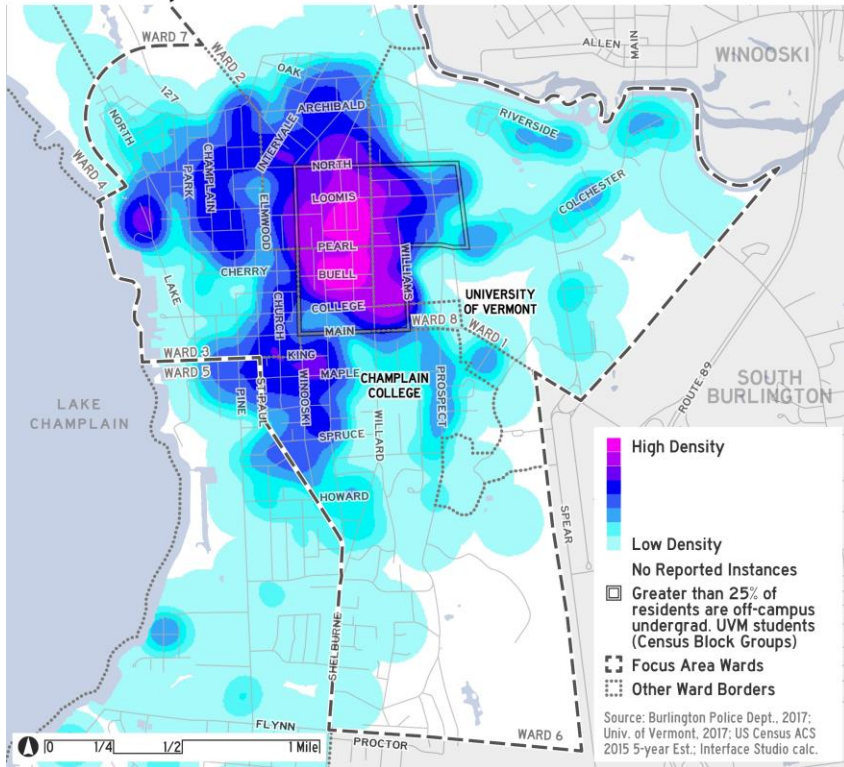 WARD 7
WARD 2
OAK
ALLEN
MAIN
WINOOSKI
127
NORTH
ARCHIBALD
RIVERSIDE
INTERVALE
WARD 4
PARK
CHAMPLAIN
NORTH
LOOMIS
ELMWOOD
COLCHESTER
PEARL
WILLIAMS
CHERRY
BUELL
LAKE
UNIVERSITY
OF VERMONT
CHURCH
COLLEGE
MAIN
WARD 8
WARD 1
WARD 3
WARD 5
KING
MAPLE
CHAMPLAIN
COLLEGE
PROSPECT
ROUTE 89
SOUTH
BURLINGTON
LAKE
CHAMPLAIN
PINE
ST. PAUL
WINOOSKI
WILLARD
SPRUCE
HOWARD
SPEAR
SHELBURNE
High Density
Low Density
No Reported Instances
Greater than 25% of
residents are off-campus
undergrad. UVM students
(Census Block Groups)
Focus Area Wards
Other Ward Borders
Source: Burlington Police Dept., 2017;
Univ. of Vermont, 2017; US Census ACS
2015 5-year Est.; Interface Studio calc.
FLYNN
WARD 6
PROCTOR
0 1/4 1/2 1 Mile